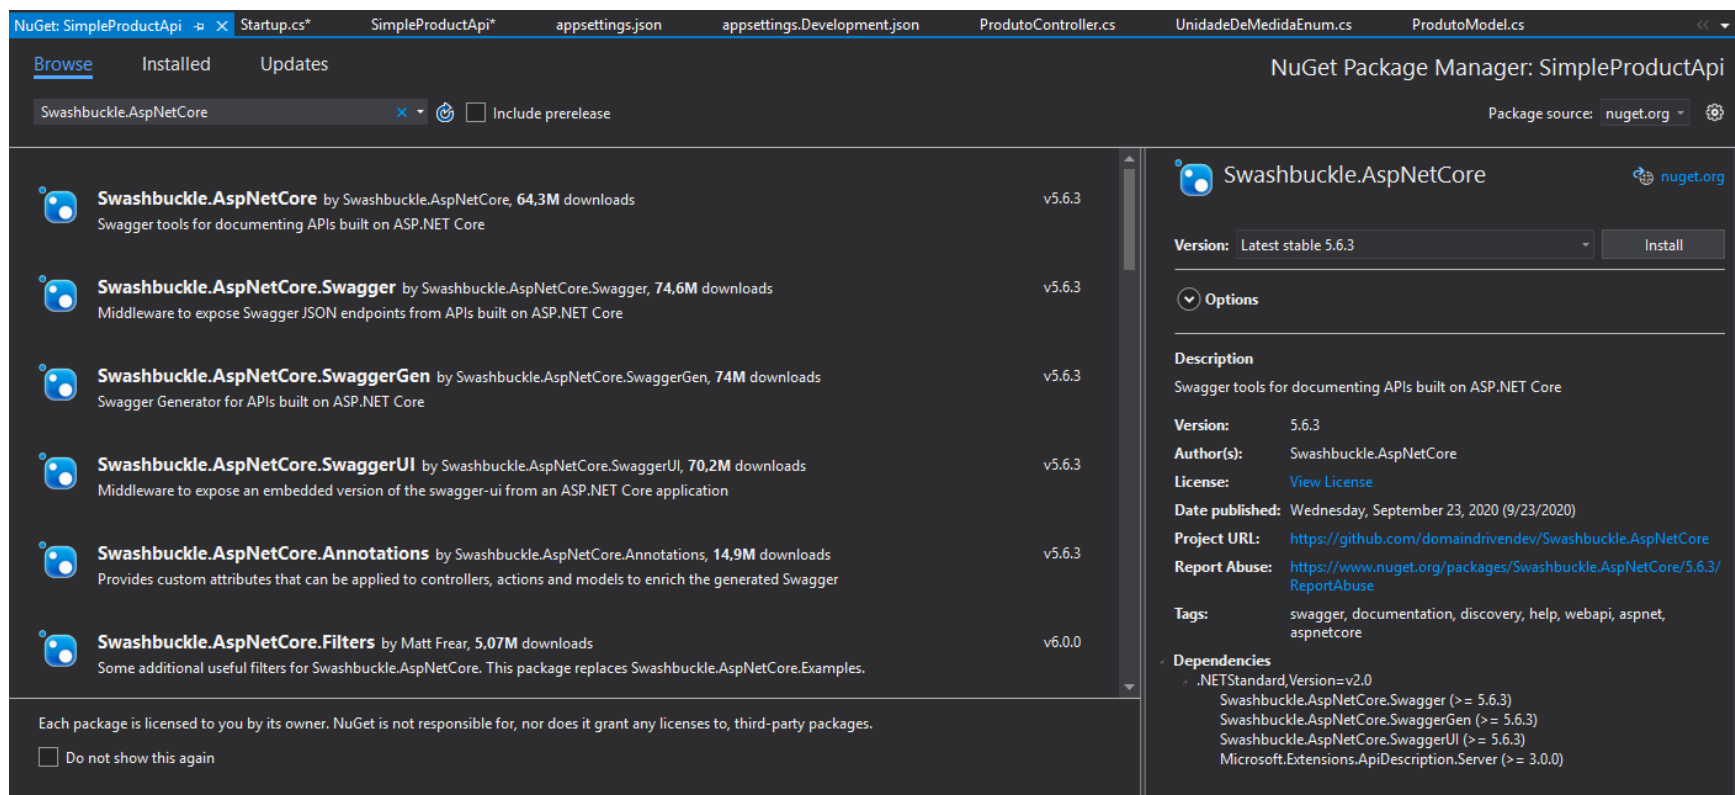 NuGet: SimpleProductApi Startup.cs* SimpleProductApi* appsettings.json appsettings.Development.json ProdutoController.cs UnidadeDeMedidaEnum.cs ProdutoModel.cs
Browse Installed Updates
NuGet Package Manager: SimpleProductApi
Swashbuckle.AspNetCore
Include prerelease
Package source: nuget.org
Swashbuckle.AspNetCore by Swashbuckle.AspNetCore, 64,3M downloads v5.6.3
Swagger tools for documenting APIs built on ASP.NET Core
Swashbuckle.AspNetCore.Swagger by Swashbuckle.AspNetCore.Swagger, 74,6M downloads v5.6.3
Middleware to expose Swagger JSON endpoints from APIs built on ASP.NET Core
Swashbuckle.AspNetCore.SwaggerGen by Swashbuckle.AspNetCore.SwaggerGen, 74M downloads v5.6.3
Swagger Generator for APIs built on ASP.NET Core
Swashbuckle.AspNetCore.SwaggerUI by Swashbuckle.AspNetCore.SwaggerUI, 70,2M downloads v5.6.3
Middleware to expose an embedded version of the swagger-ui from an ASP.NET Core application
Swashbuckle.AspNetCore.Annotations by Swashbuckle.AspNetCore.Annotations, 14,9M downloads v5.6.3
Provides custom attributes that can be applied to controllers, actions and models to enrich the generated Swagger
Swashbuckle.AspNetCore.Filters by Matt Frear, 5,07M downloads v6.0.0
Some additional useful filters for Swashbuckle.AspNetCore. This package replaces Swashbuckle.AspNetCore.Examples.
Each package is licensed to you by its owner. NuGet is not responsible for, nor does it grant any licenses to, third-party packages.
Do not show this again
Swashbuckle.AspNetCore nuget.org
Version: Latest stable 5.6.3 Install
Options
Description
Swagger tools for documenting APIs built on ASP.NET Core
Version: 5.6.3
Author(s): Swashbuckle.AspNetCore
License: View License
Date published: Wednesday, September 23, 2020 (9/23/2020)
Project URL: https://github.com/domaindrivendev/Swashbuckle.AspNetCore
Report Abuse: https://www.nuget.org/packages/Swashbuckle.AspNetCore/5.6.3/
ReportAbuse
Tags: swagger, documentation, discovery, help, webapi, aspnet,
aspnetcore
Dependencies
.NETStandard,Version=v2.0
Swashbuckle.AspNetCore.Swagger (>= 5.6.3)
Swashbuckle.AspNetCore.SwaggerGen (>= 5.6.3)
Swashbuckle.AspNetCore.SwaggerUI (>= 5.6.3)
Microsoft.Extensions.ApiDescription.Server (>= 3.0.0)